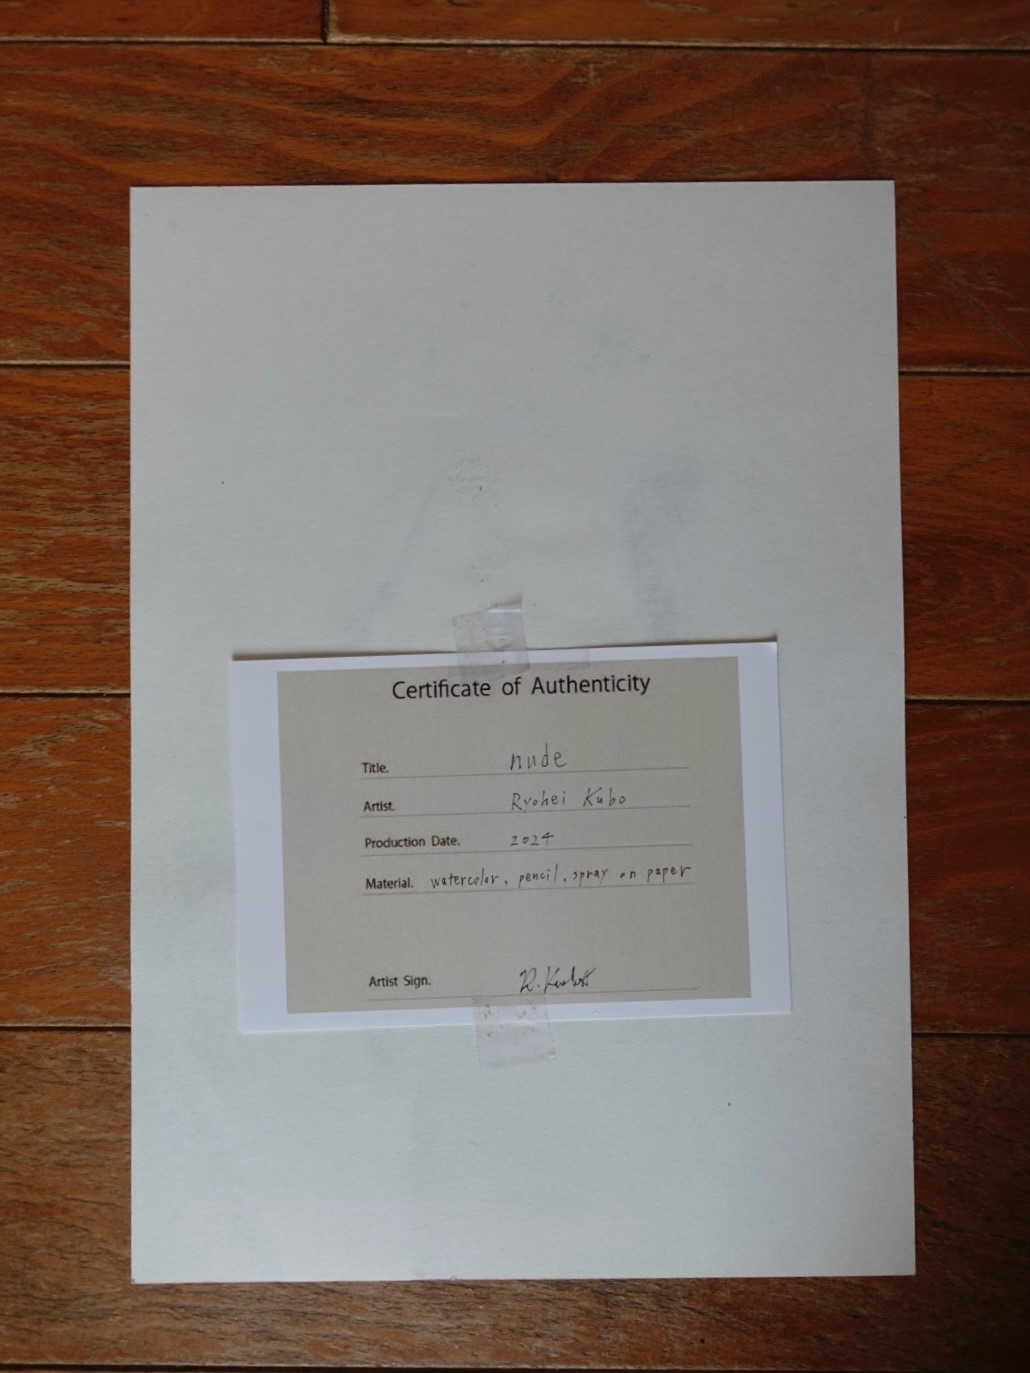 Certificate of Authenticity
Title. nude
Artist. Ryohei Kubo
Production Date. 2024
Material. watercolor, pencil, spray on paper
Artist Sign. R. Kubo